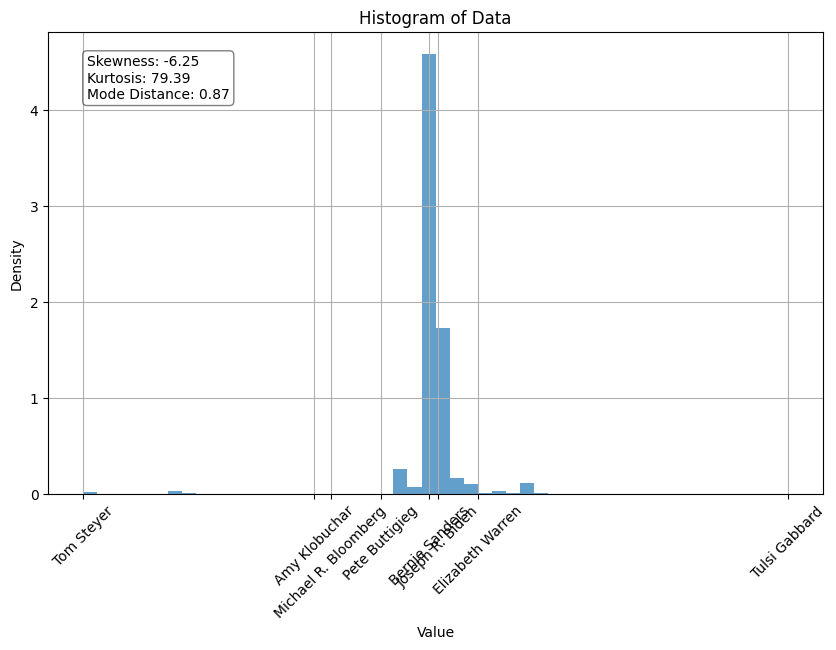 Histogram of Data
Skewness: -6.25
Kurtosis: 79.39
Mode Distance: 0.87
Density
4
3
2
1
0
Tom Steyer
Amy Klobuchar
Michael R. Bloomberg
Pete Buttigieg
Bernie Sanders
Joseph R. Biden
Elizabeth Warren
Tulsi Gabbard
Value